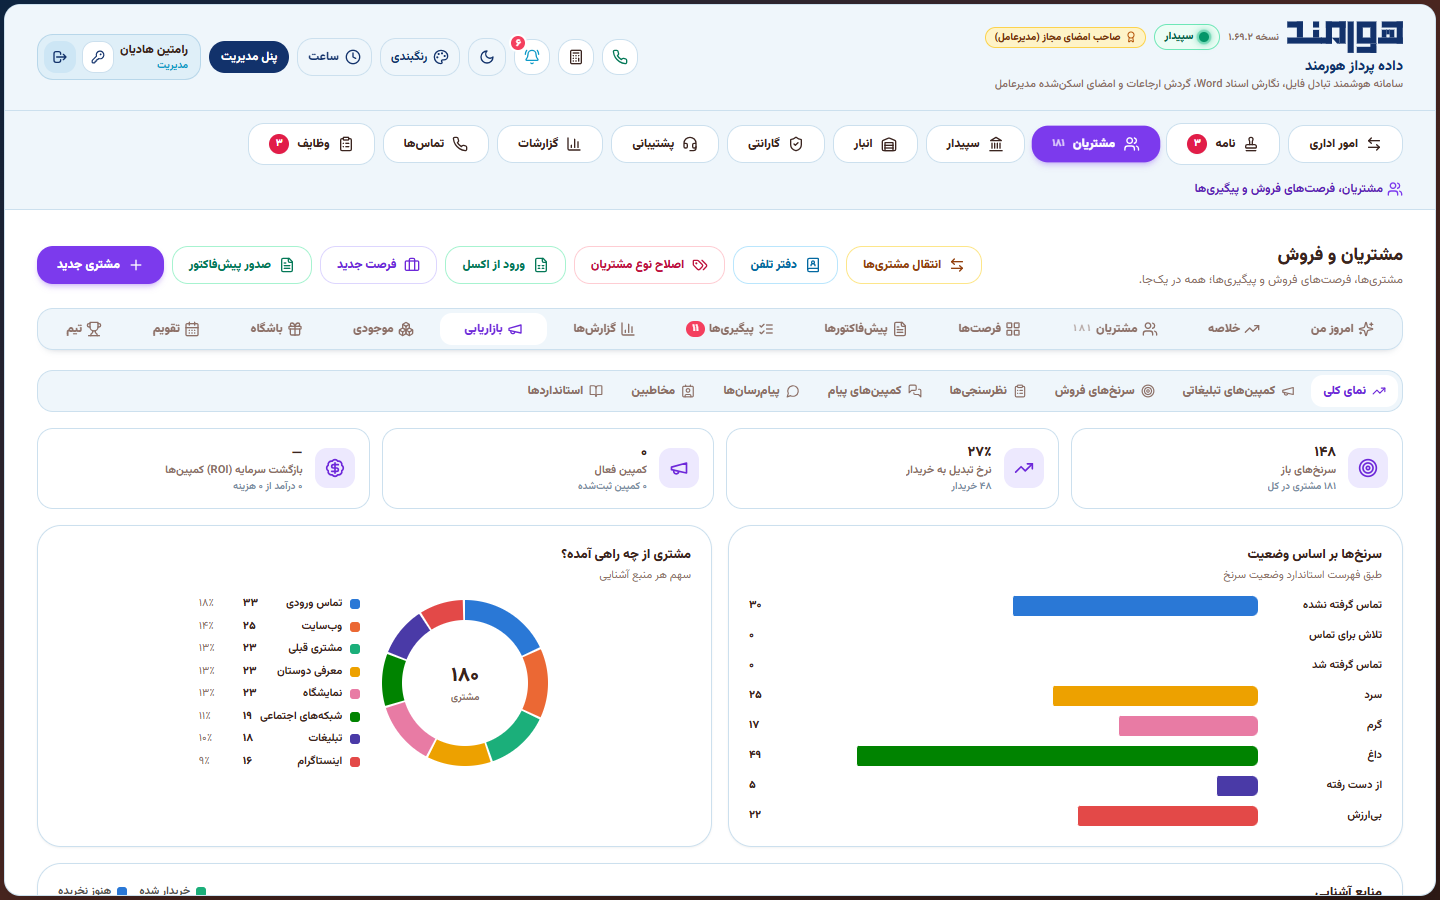 هورمند
نسخه ۱.۶۹.۲
سپیدار
صاحب امضای مجاز (مدیرعامل)
داده پرداز هورمند
سامانه هوشمند تبادل فایل، نگارش اسناد Word، گردش ارجاعات و امضای اسکن‌شده مدیرعامل
۶
رنگبندی
ساعت
پنل مدیریت
رامتین هادیان
مدیریت
امور اداری
نامه ۳
مشتریان ۱۸۱
سپیدار
انبار
گارانتی
پشتیبانی
گزارشات
تماس‌ها
وظایف ۳
مشتریان، فرصت‌های فروش و پیگیری‌ها
مشتریان و فروش
مشتری‌ها، فرصت‌های فروش و پیگیری‌ها؛ همه در یک‌جا.
انتقال مشتری‌ها
دفتر تلفن
اصلاح نوع مشتریان
ورود از اکسل
فرصت جدید
صدور پیش‌فاکتور
مشتری جدید
امروز من
خلاصه
مشتریان ۱۸۱
فرصت‌ها
پیش‌فاکتورها
پیگیری‌ها ۱۱
گزارش‌ها
بازاریابی
موجودی
باشگاه
تقویم
تیم
نمای کلی
کمپین‌های تبلیغاتی
سرنخ‌های فروش
نظرسنجی‌ها
کمپین‌های پیام
پیام‌رسان‌ها
مخاطبین
استانداردها
۱۴۸
سرنخ‌های باز
۱۸۱ مشتری در کل
۲۷٪
نرخ تبدیل به خریدار
۴۸ خریدار
۰
کمپین فعال
۰ کمپین ثبت‌شده
—
بازگشت سرمایه (ROI) کمپین‌ها
۰ درآمد از ۰ هزینه
سرنخ‌ها بر اساس وضعیت
طبق فهرست استاندارد وضعیت سرنخ
تماس گرفته نشده ۳۰
تلاش برای تماس ۰
تماس گرفته شد ۰
سرد ۲۵
گرم ۱۷
داغ ۴۹
از دست رفته ۵
بی‌ارزش ۲۲
مشتری از چه راهی آمده؟
سهم هر منبع آشنایی
۱۸۰
مشتری
تماس ورودی ۳۳ ۱۸٪
وب‌سایت ۲۵ ۱۴٪
مشتری قبلی ۲۳ ۱۳٪
معرفی دوستان ۲۳ ۱۳٪
نمایشگاه ۲۳ ۱۳٪
شبکه‌های اجتماعی ۱۹ ۱۱٪
تبلیغات ۱۸ ۱۰٪
اینستاگرام ۱۶ ۹٪
منابع آشنایی
خریدار شده
هنوز نخریده